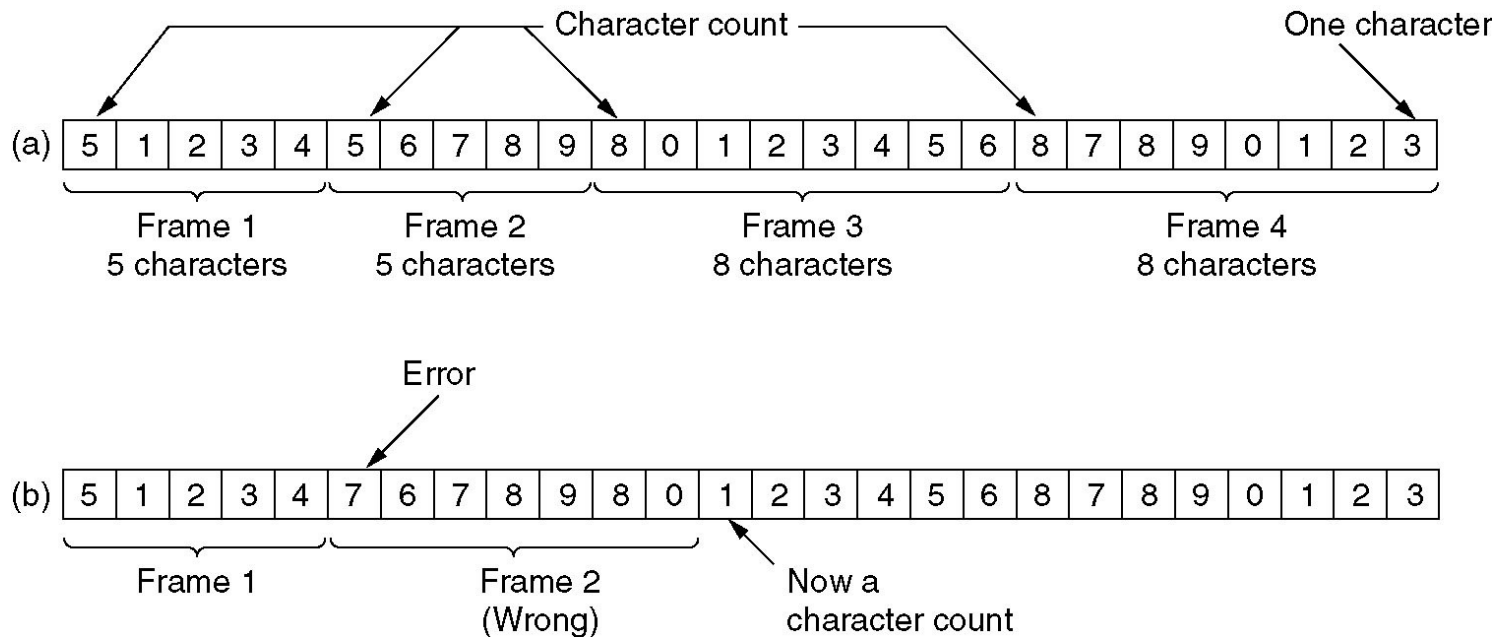 Character count One character
(a) 5 1 2 3 4 5 6 7 8 9 8 0 1 2 3 4 5 6 8 7 8 9 0 1 2 3
Frame 1 Frame 2 Frame 3 Frame 4
5 characters 5 characters 8 characters 8 characters
Error
(b) 5 1 2 3 4 7 6 7 8 9 8 0 1 2 3 4 5 6 8 7 8 9 0 1 2 3
Frame 1 Frame 2 Now a
(Wrong) character count